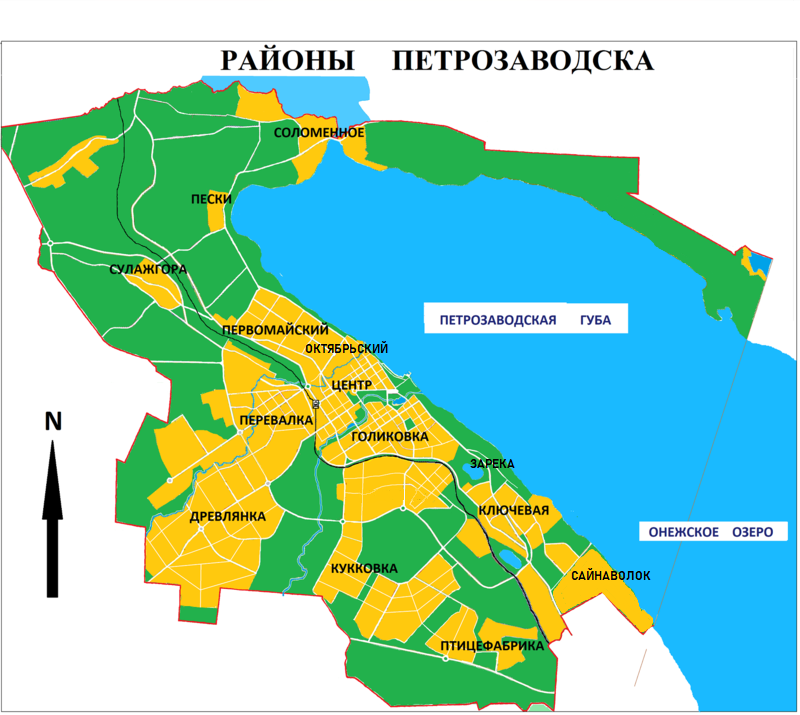 РАЙОНЫ ПЕТРОЗАВОДСКА
СОЛОМЕННОЕ
ПЕСКИ
СУЛАЖГОРА
ПЕТРОЗАВОДСКАЯ ГУБА
ПЕРВОМАЙСКИЙ
ОКТЯБРЬСКИЙ
ЦЕНТР
ПЕРЕВАЛКА
N
ГОЛИКОВКА
ЗАРЕКА
КЛЮЧЕВАЯ
ДРЕВЛЯНКА
ОНЕЖСКОЕ ОЗЕРО
КУККОВКА
САЙНАВОЛОК
ПТИЦЕФАБРИКА